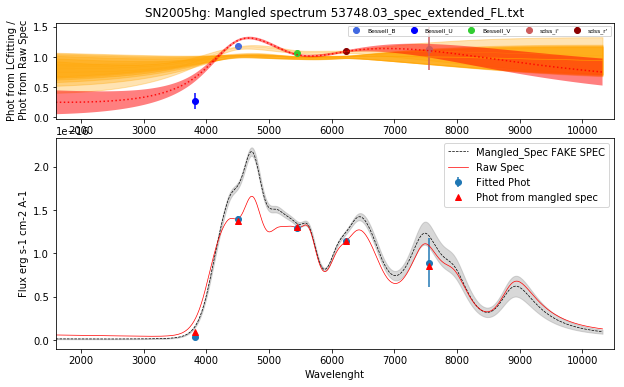 SN2005hg: Mangled spectrum 53748.03_spec_extended_FL.txt
Phot from LCfitting /
Phot from Raw Spec
1.5
1.0
0.5
0.0
Bessell_B
Bessell_U
Bessell_V
sdss_i'
sdss_r'
2000 3000 4000 5000 6000 7000 8000 9000 10000
Flux erg s-1 cm-2 A-1
2.0
1.5
1.0
0.5
0.0
Mangled_Spec FAKE SPEC
Raw Spec
Fitted Phot
Phot from mangled spec
2000 3000 4000 5000 6000 7000 8000 9000 10000
Wavelenght